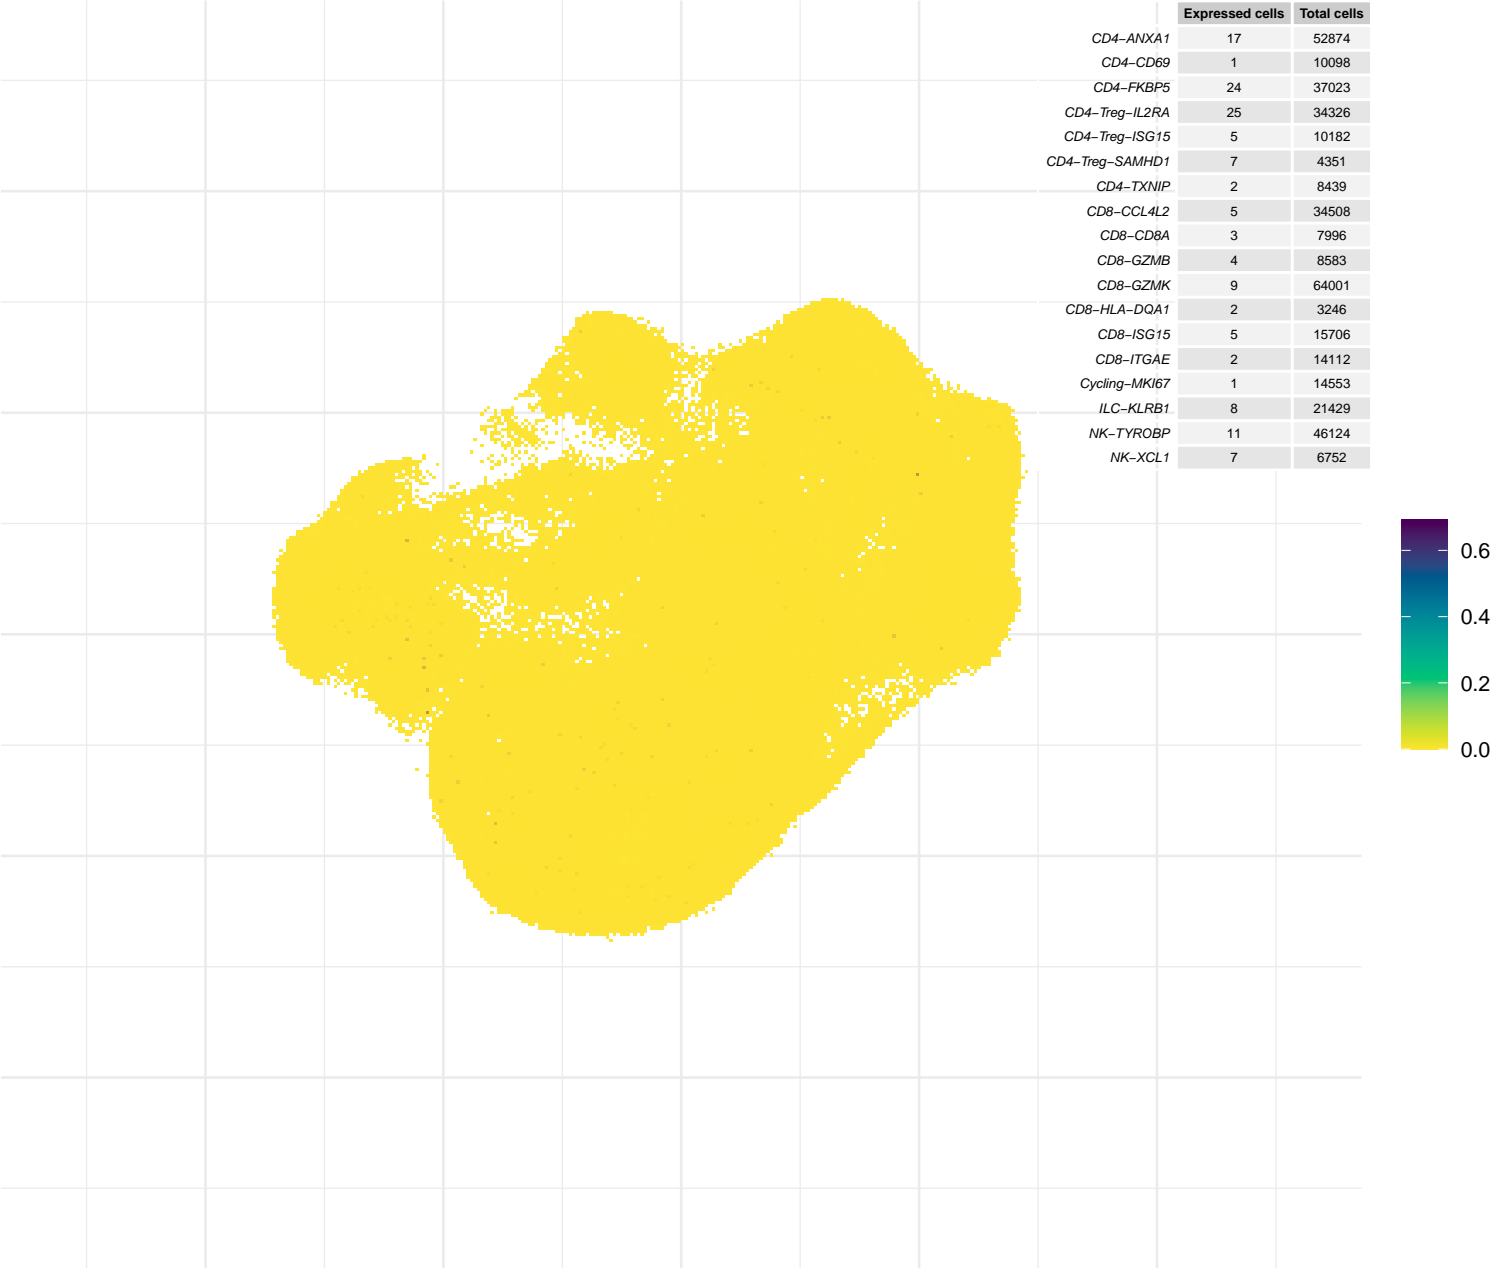 Expressed cells Total cells
CD4−ANXA1 17 52874
CD4−CD69 1 10098
CD4−FKBP5 24 37023
CD4−Treg−IL2RA 25 34326
CD4−Treg−ISG15 5 10182
CD4−Treg−SAMHD1 7 4351
CD4−TXNIP 2 8439
CD8−CCL4L2 5 34508
CD8−CD8A 3 7996
CD8−GZMB 4 8583
CD8−GZMK 9 64001
CD8−HLA−DQA1 2 3246
CD8−ISG15 5 15706
CD8−ITGAE 2 14112
Cycling−MKI67 1 14553
ILC−KLRB1 8 21429
NK−TYROBP 11 46124
NK−XCL1 7 6752
0.6
0.4
0.2
0.0